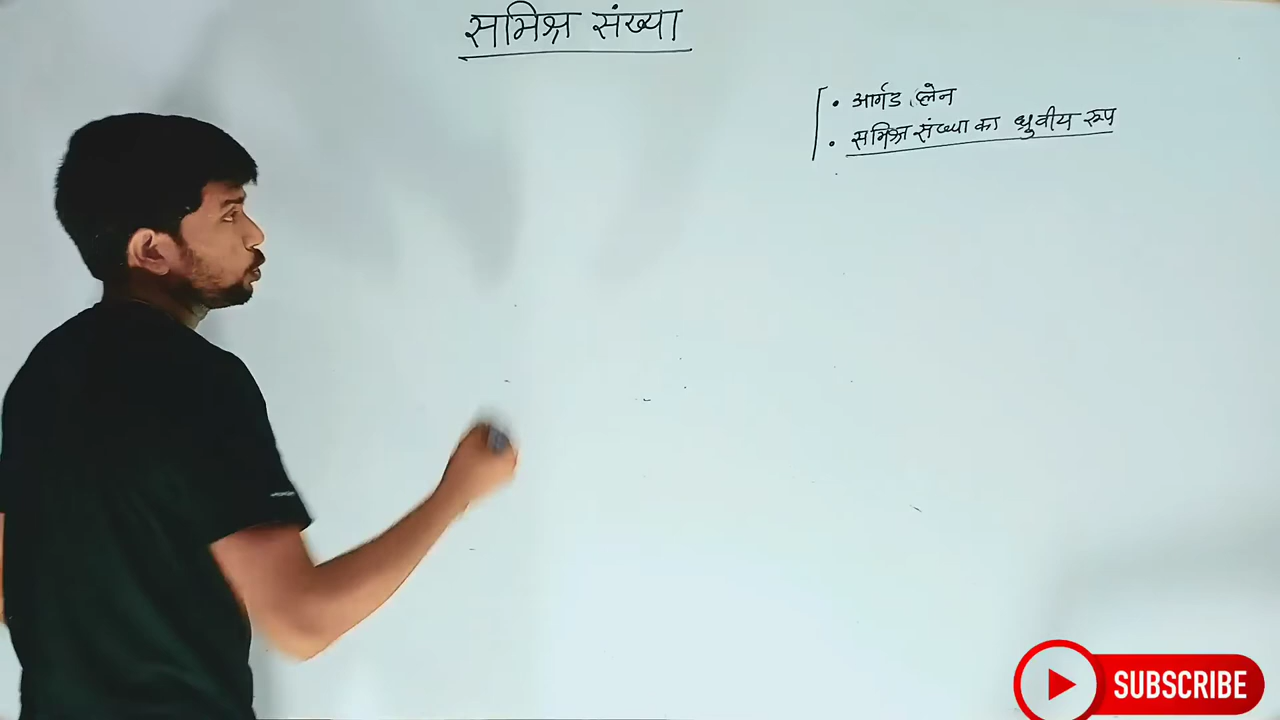 समिश्र संख्या
• आर्गंड प्लेन
• समिश्र संख्या का ध्रुवीय रूप
SUBSCRIBE